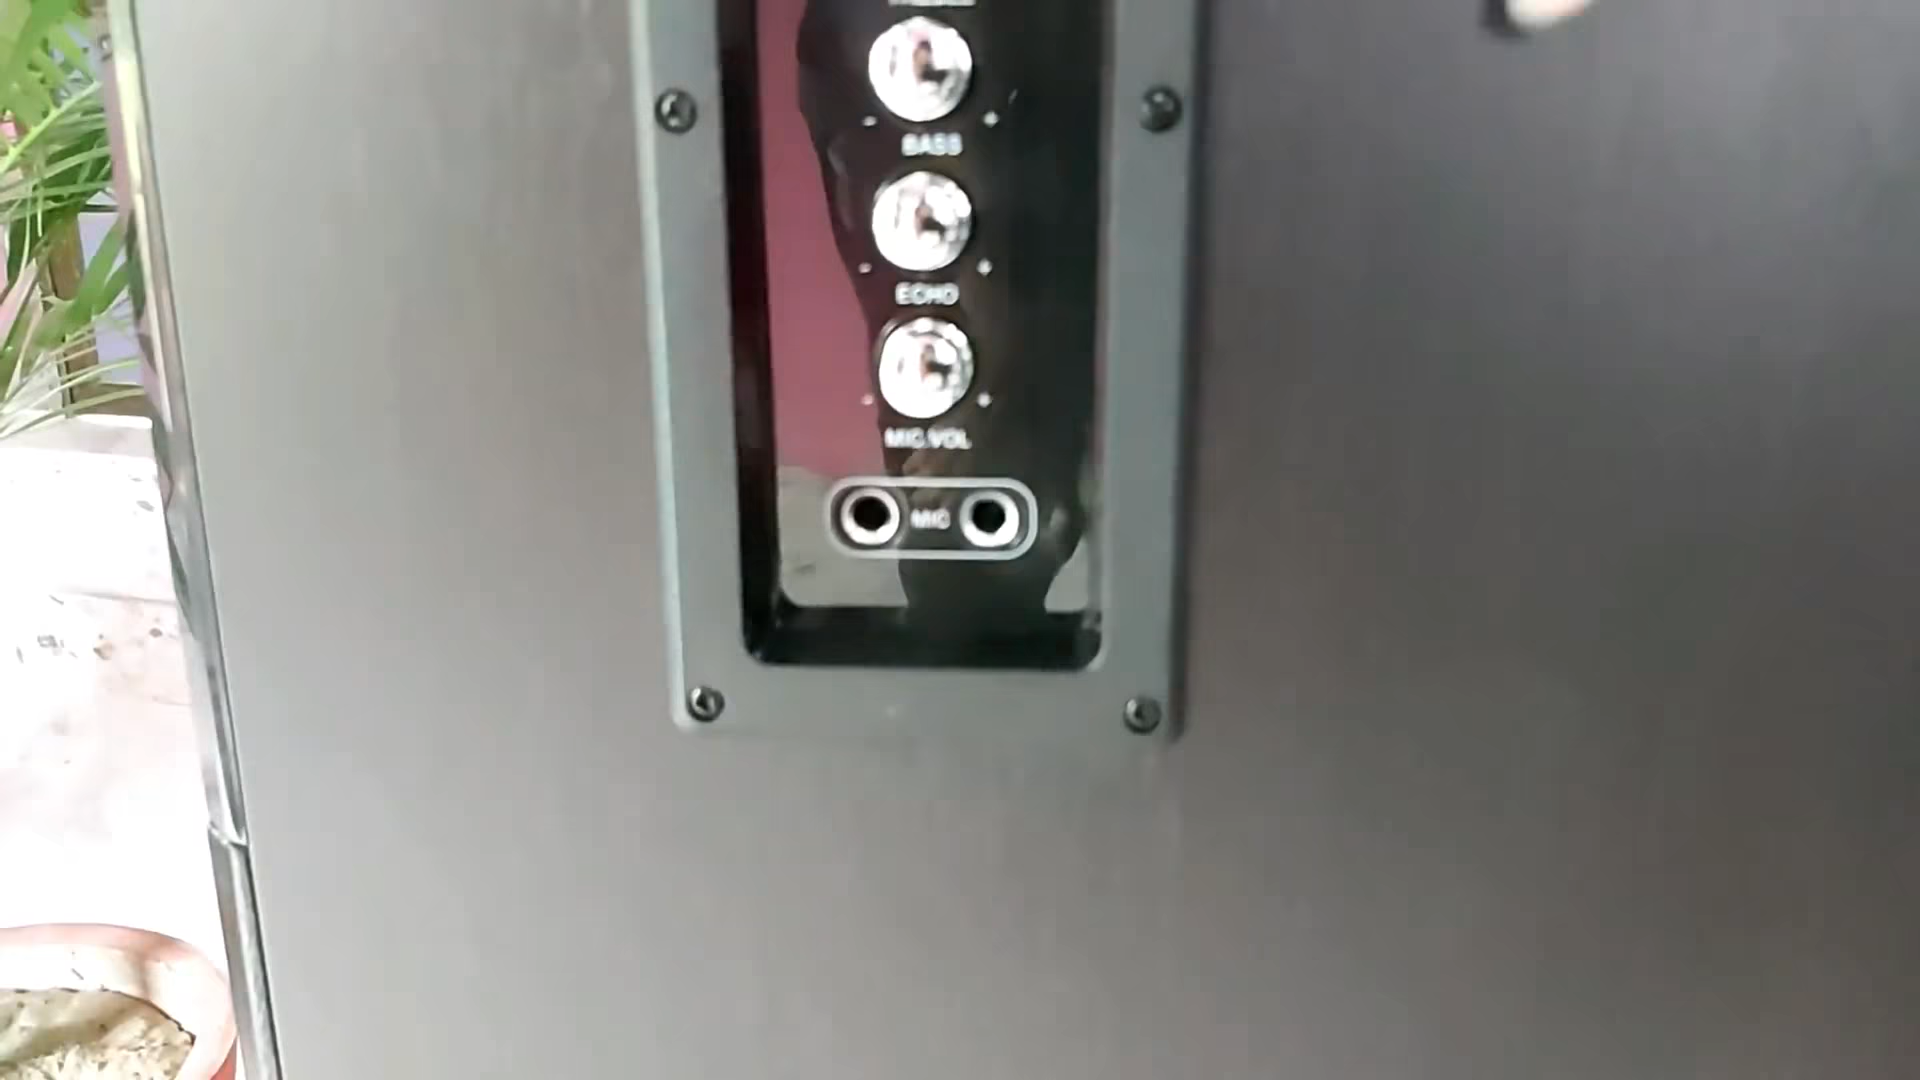 - +
BASS
- +
ECHO
- +
MIC.VOL
MIC